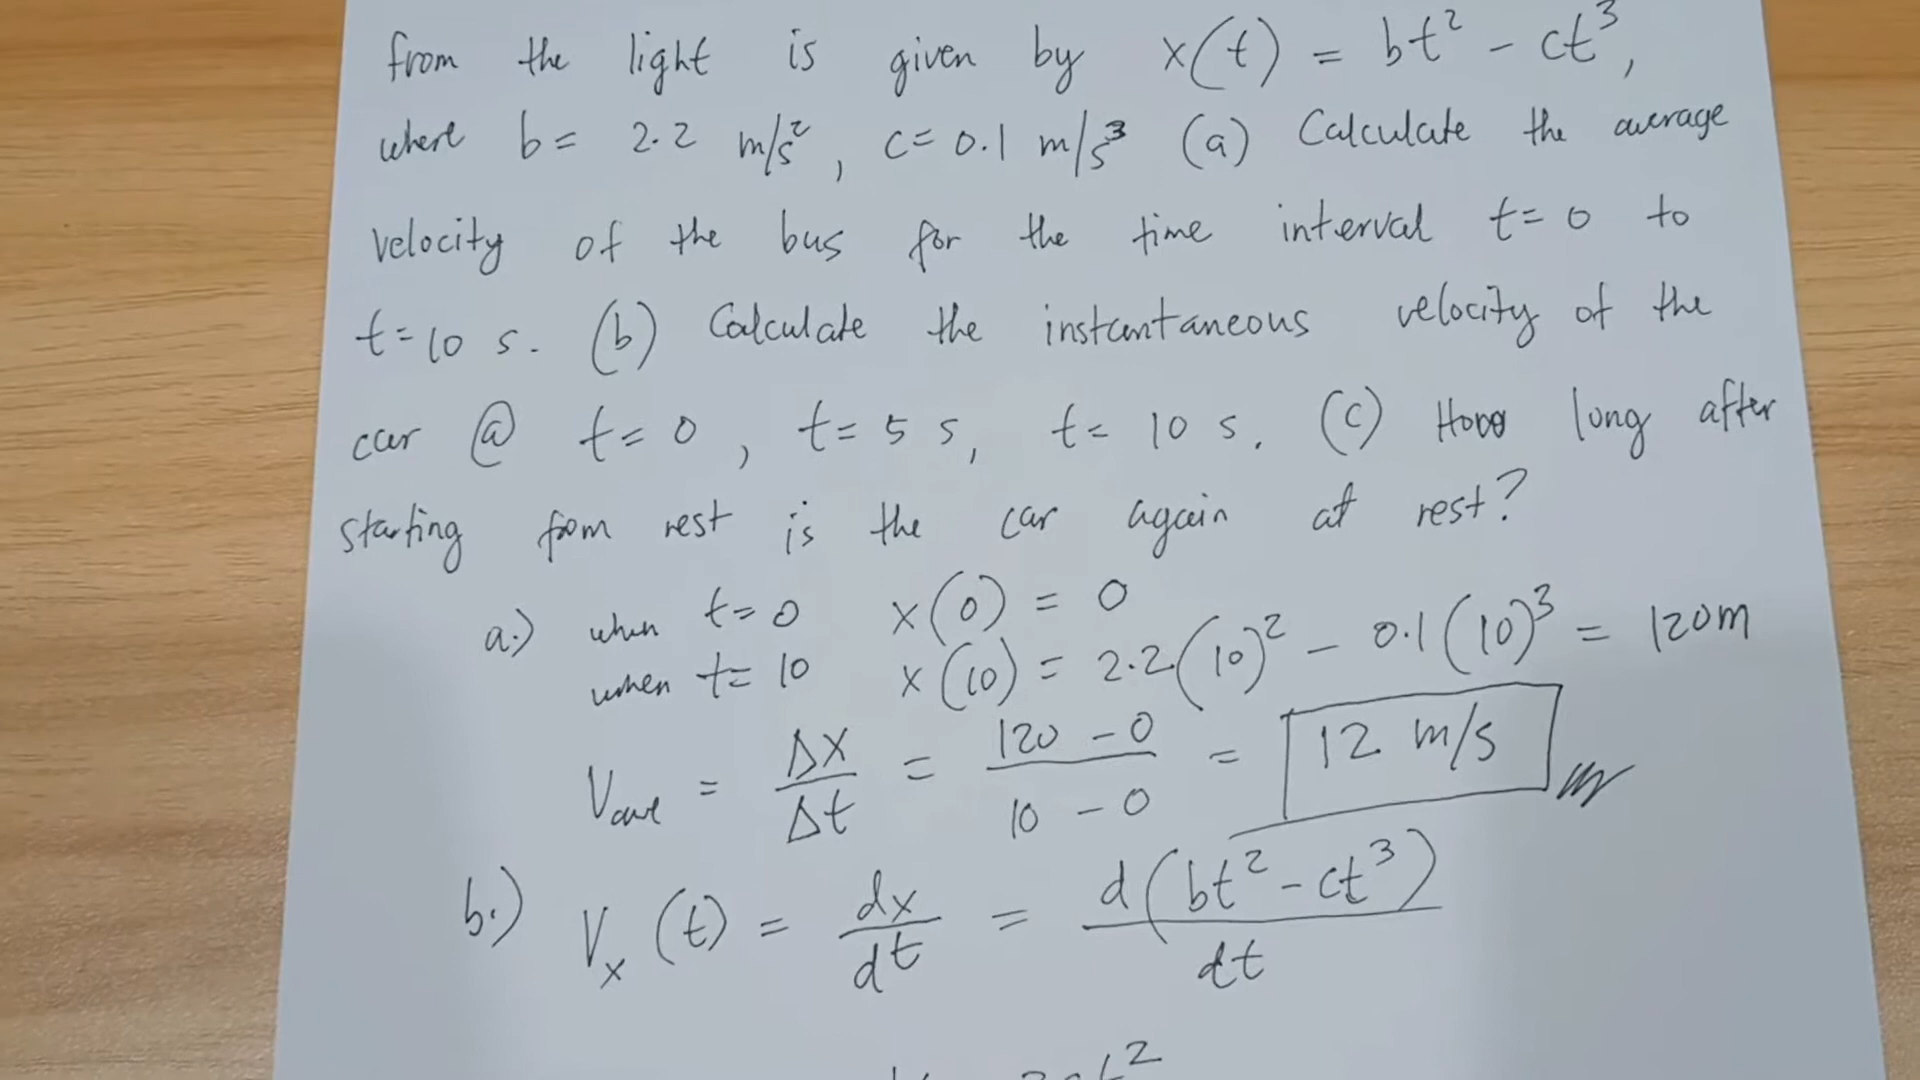 from the light is given by x(t) = bt² - ct³,
where b = 2.2 m/s², c = 0.1 m/s³ (a) Calculate the average
velocity of the bus for the time interval t = 0 to
t = 10 s. (b) Calculate the instantaneous velocity of the
car @ t = 0, t = 5 s, t = 10 s. (c) How long after
starting from rest is the car again at rest?
a.) when t = 0 x(0) = 0
when t = 10 x(10) = 2.2(10)² - 0.1(10)³ = 120m
Vave = Δx/Δt = (120 - 0)/(10 - 0) = 12 m/s
b.) Vx(t) = dx/dt = d(bt² - ct³)/dt